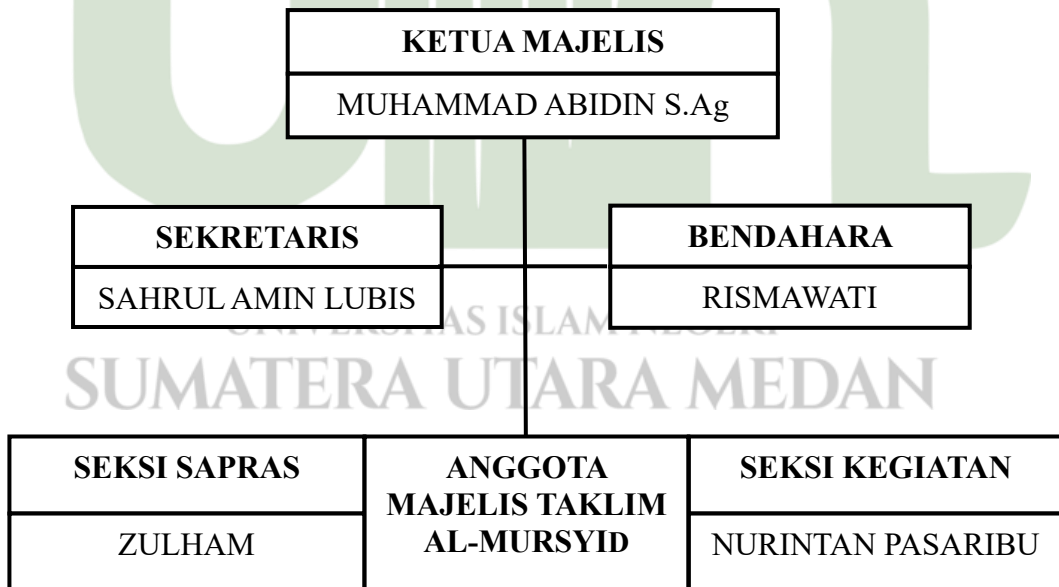 KETUA MAJELIS
MUHAMMAD ABIDIN S.Ag
SEKRETARIS
SAHRUL AMIN LUBIS
BENDAHARA
RISMAWATI
UNIVERSITAS ISLAM NEGERI
SUMATERA UTARA MEDAN
SEKSI SAPRAS
ZULHAM
ANGGOTA
MAJELIS TAKLIM
AL-MURSYID
SEKSI KEGIATAN
NURINTAN PASARIBU